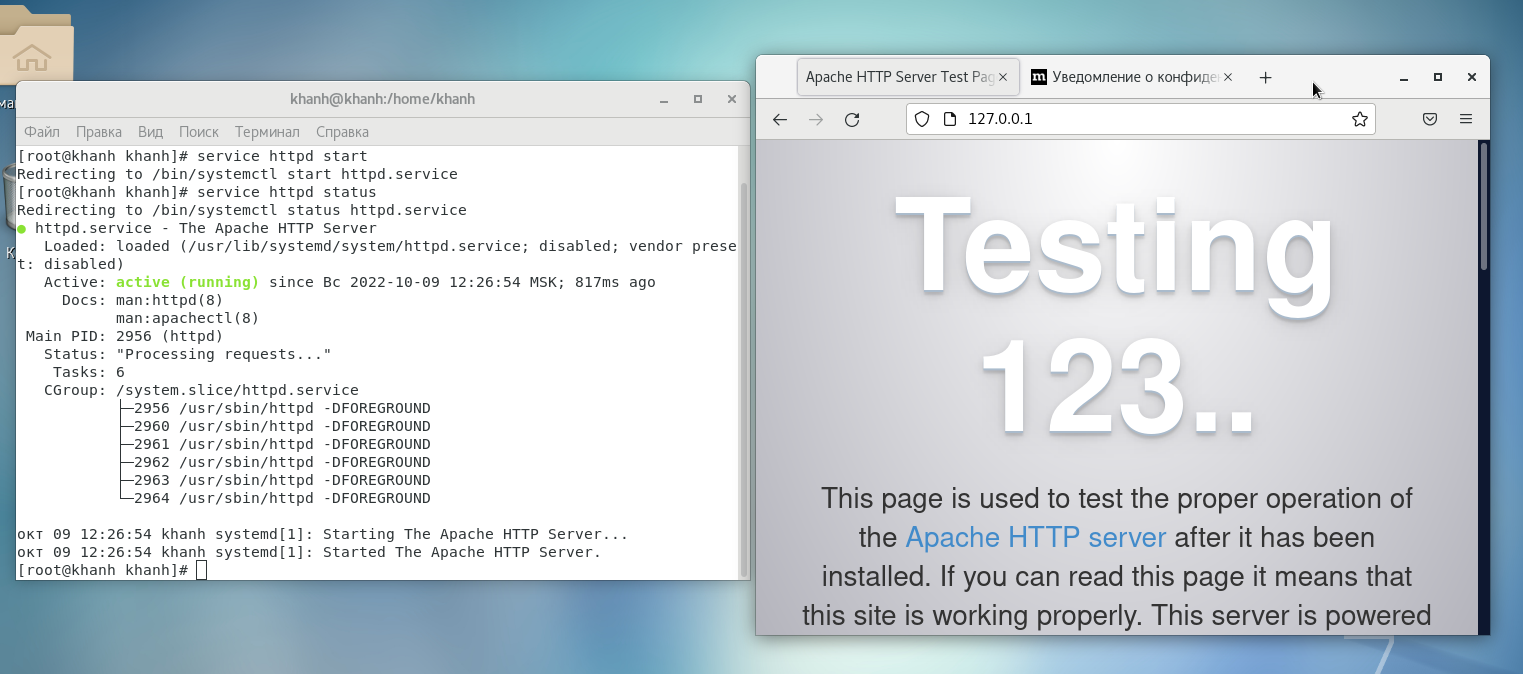 khanh@khanh:/home/khanh
Файл Правка Вид Поиск Терминал Справка
[root@khanh khanh]# service httpd start
Redirecting to /bin/systemctl start httpd.service
[root@khanh khanh]# service httpd status
Redirecting to /bin/systemctl status httpd.service
● httpd.service - The Apache HTTP Server
Loaded: loaded (/usr/lib/systemd/system/httpd.service; disabled; vendor prese
t: disabled)
Active: active (running) since Вс 2022-10-09 12:26:54 MSK; 817ms ago
Docs: man:httpd(8)
man:apachectl(8)
Main PID: 2956 (httpd)
Status: "Processing requests..."
Tasks: 6
CGroup: /system.slice/httpd.service
├─2956 /usr/sbin/httpd -DFOREGROUND
├─2960 /usr/sbin/httpd -DFOREGROUND
├─2961 /usr/sbin/httpd -DFOREGROUND
├─2962 /usr/sbin/httpd -DFOREGROUND
├─2963 /usr/sbin/httpd -DFOREGROUND
└─2964 /usr/sbin/httpd -DFOREGROUND
окт 09 12:26:54 khanh systemd[1]: Starting The Apache HTTP Server...
окт 09 12:26:54 khanh systemd[1]: Started The Apache HTTP Server.
[root@khanh khanh]#
Apache HTTP Server Test Pag
m Уведомление о конфиде
127.0.0.1
Testing
123..
This page is used to test the proper operation of
the Apache HTTP server after it has been
installed. If you can read this page it means that
this site is working properly. This server is powered
7